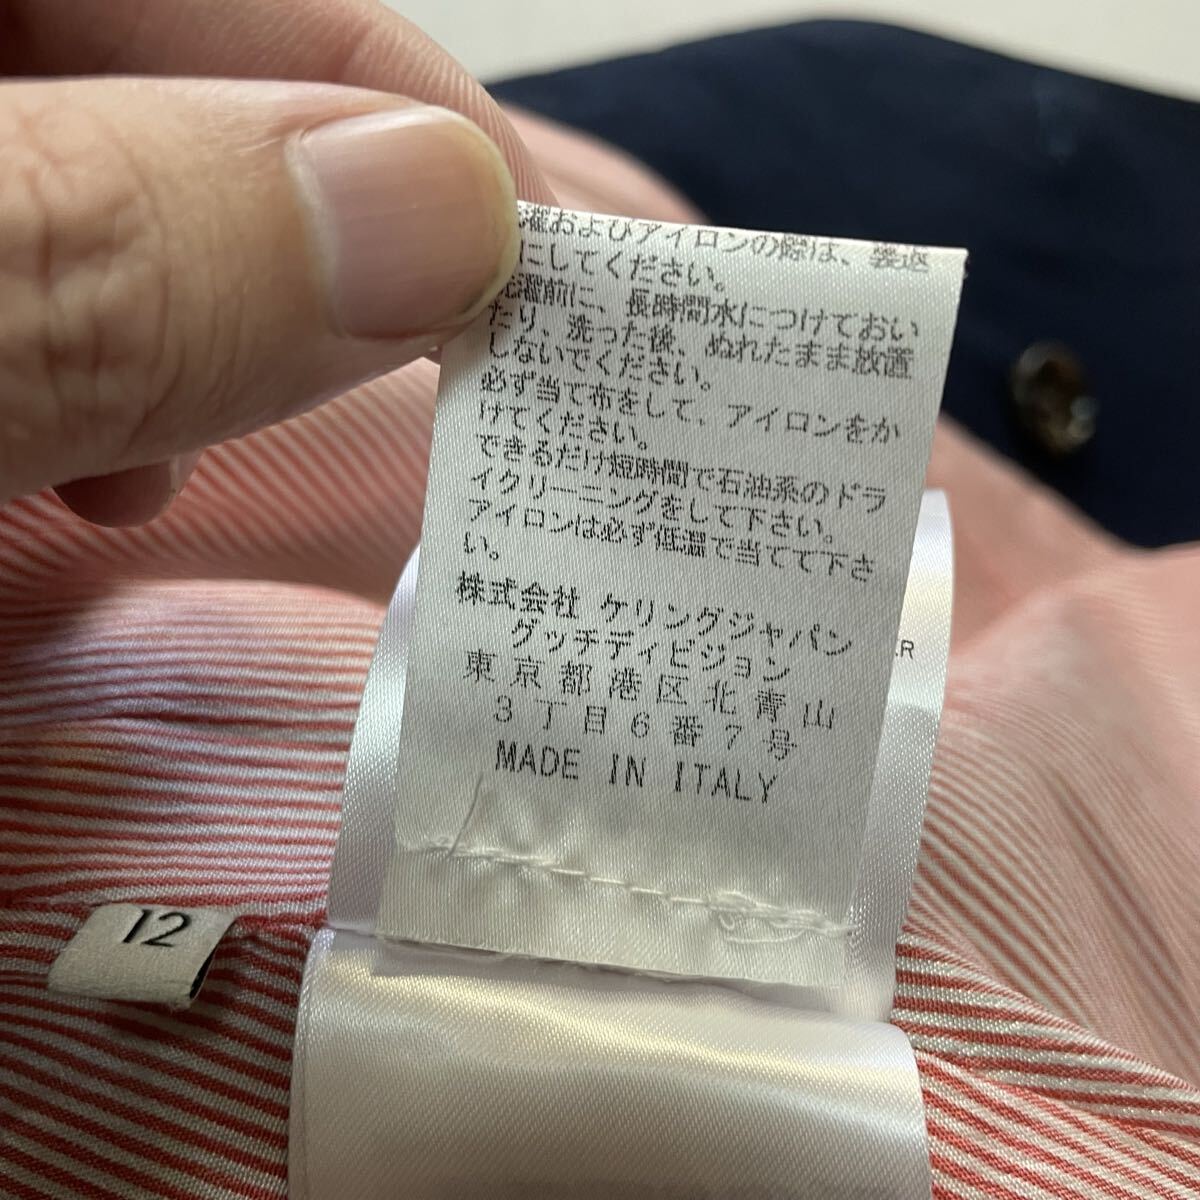 濯およびアイロンの際は、裏返
にしてください。
洗濯前に、長時間水につけておい
たり、洗った後、ぬれたまま放置
しないでください。
必ず当て布をして、アイロンをか
けてください。
できるだけ短時間で石油系のドラ
イクリーニングをして下さい。
アイロンは必ず低温で当てて下さ
い。
株式会社 ケリングジャパン
グッチディビジョン
東京都港区北青山
3丁目6番7号
MADE IN ITALY
ER
12